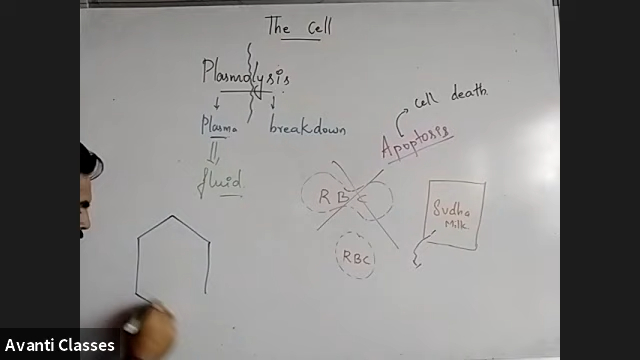 The Cell
Plasmolysis
Plasma
breakdown
fluid.
cell death.
Apoptosis
RBC
RBC
Sudha
Milk.
Avanti Classes